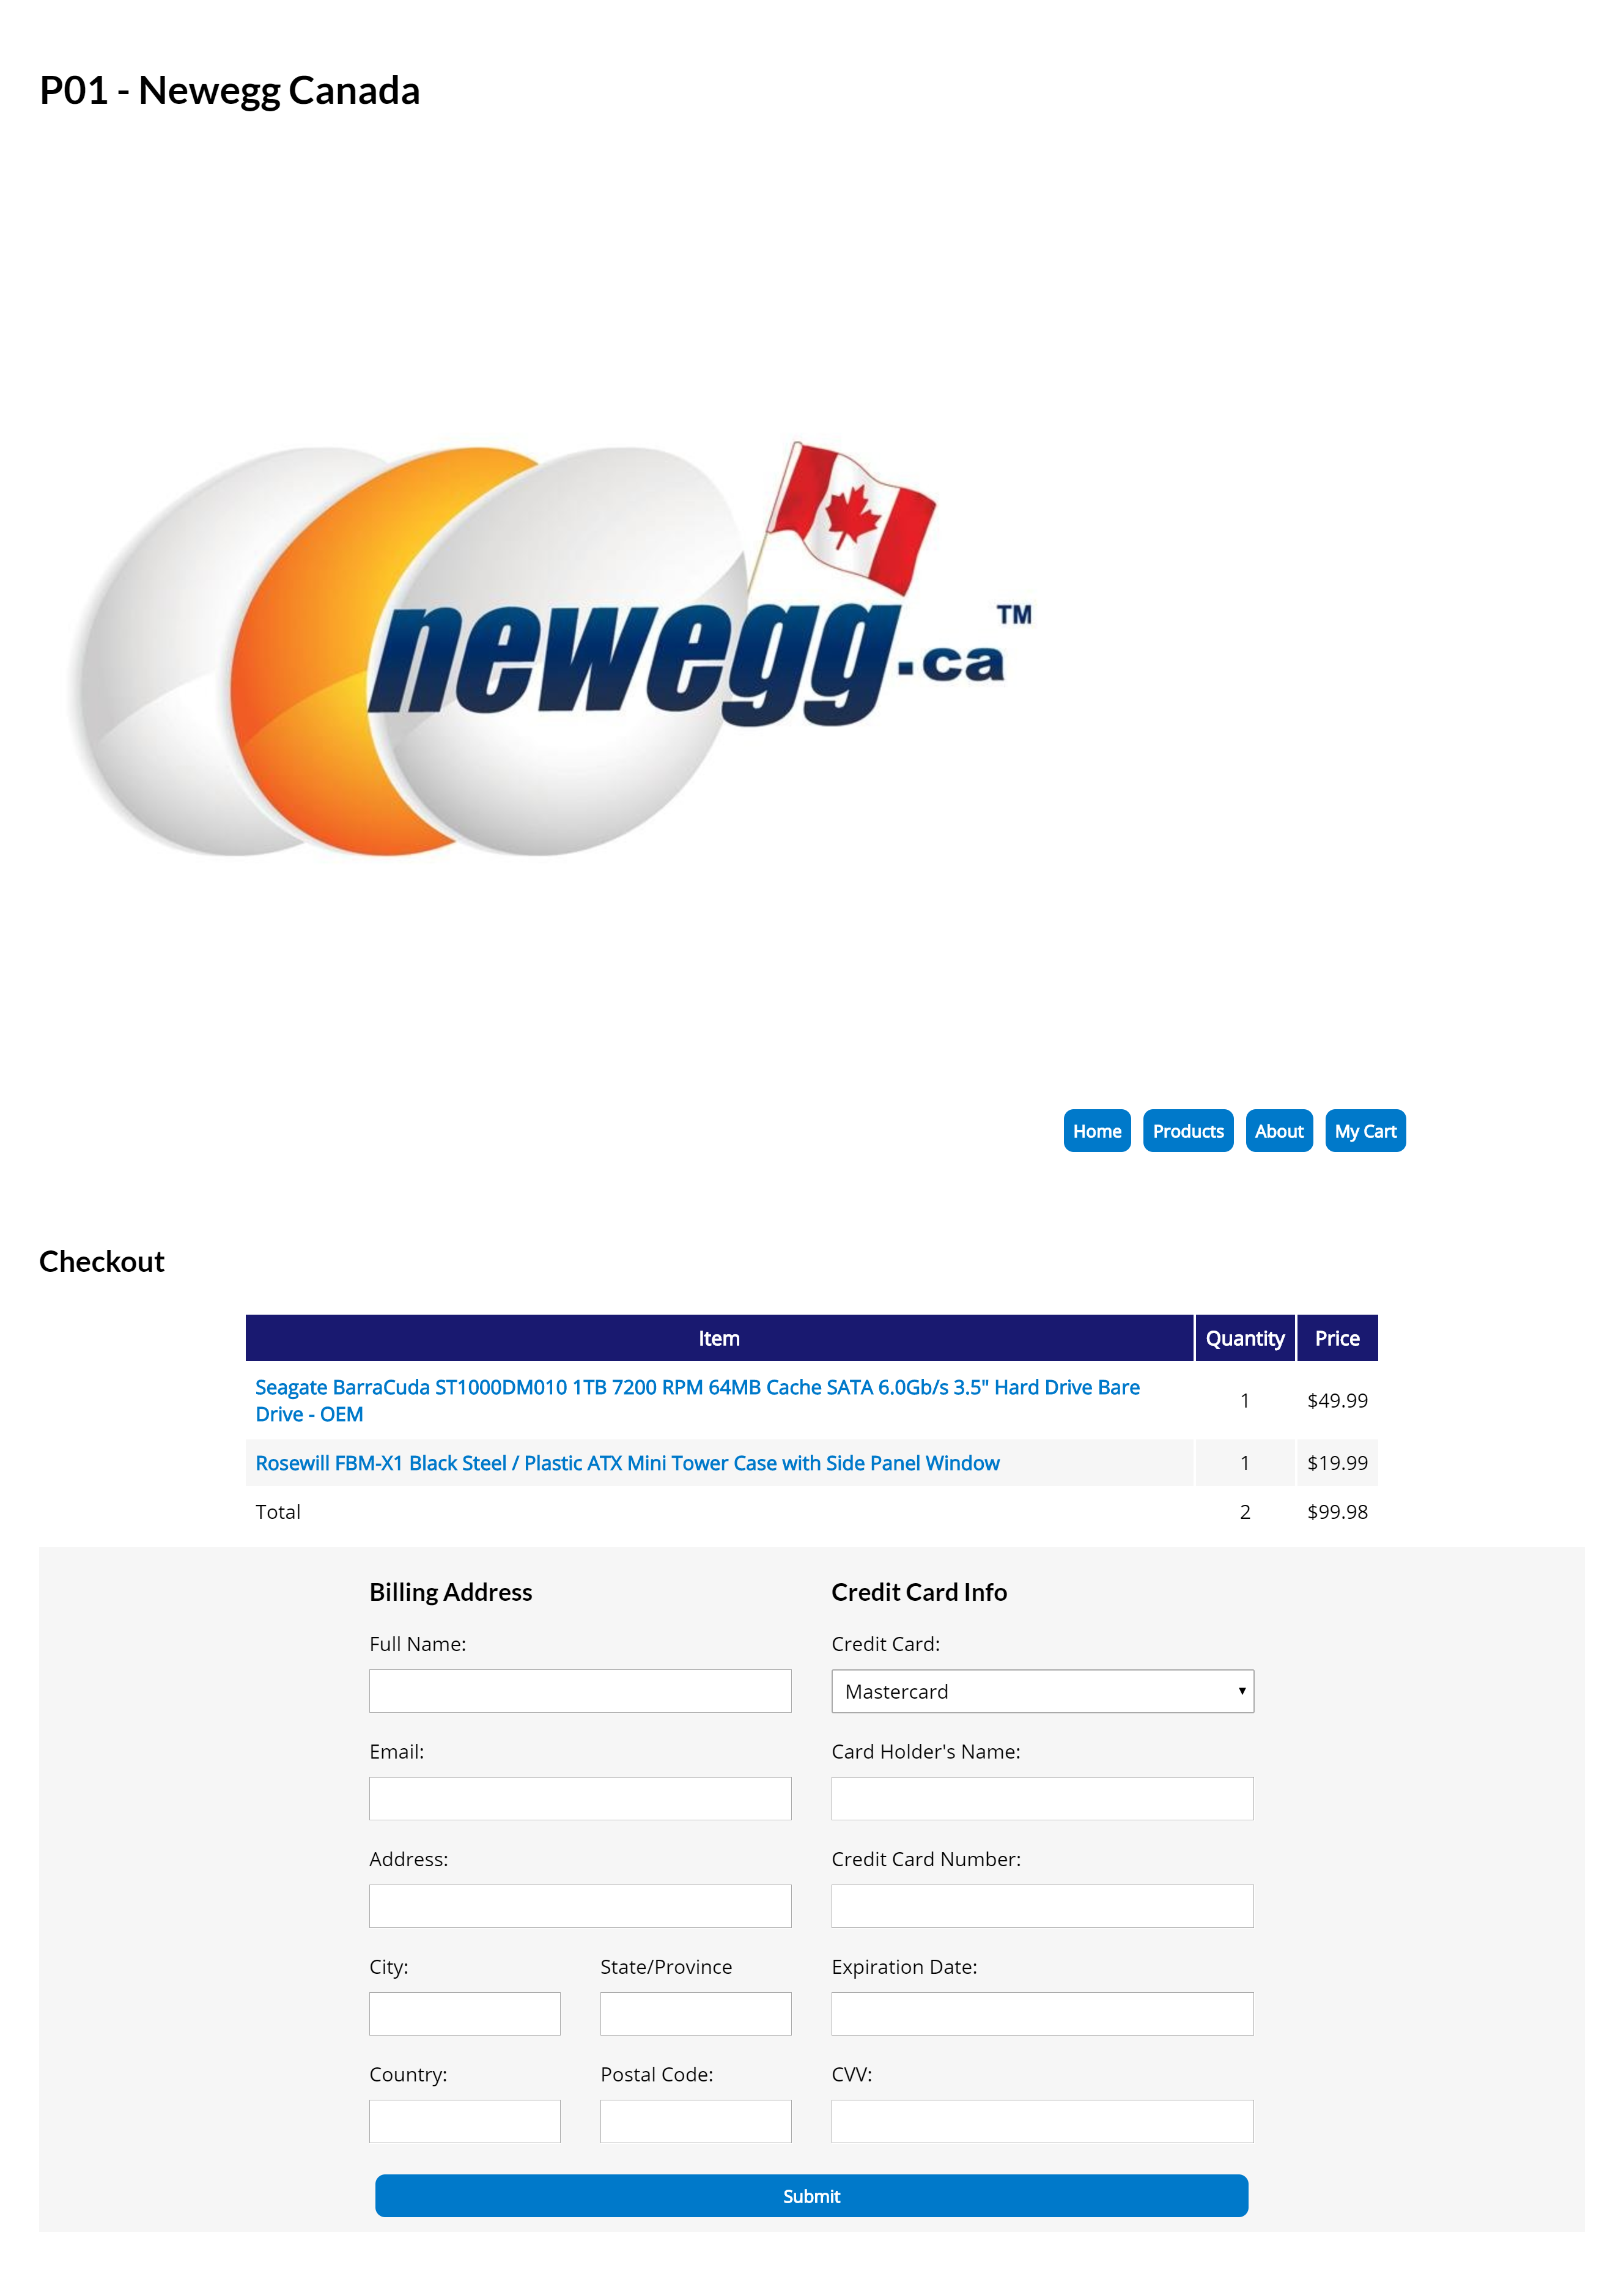 P01 - Newegg Canada
newegg.ca™
Home Products About My Cart
Checkout
Item Quantity Price
Seagate BarraCuda ST1000DM010 1TB 7200 RPM 64MB Cache SATA 6.0Gb/s 3.5" Hard Drive Bare
Drive - OEM 1 $49.99
Rosewill FBM-X1 Black Steel / Plastic ATX Mini Tower Case with Side Panel Window 1 $19.99
Total 2 $99.98
Billing Address
Full Name:
Email:
Address:
City: State/Province
Country: Postal Code:
Credit Card Info
Credit Card:
Mastercard
Card Holder's Name:
Credit Card Number:
Expiration Date:
CVV:
Submit